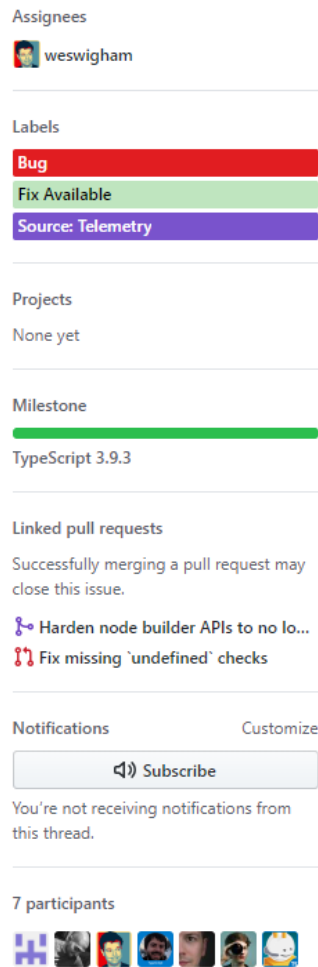 Assignees
weswigham
Labels
Bug
Fix Available
Source: Telemetry
Projects
None yet
Milestone
TypeScript 3.9.3
Linked pull requests
Successfully merging a pull request may
close this issue.
Harden node builder APIs to no lo...
Fix missing `undefined` checks
Notifications Customize
Subscribe
You're not receiving notifications from
this thread.
7 participants